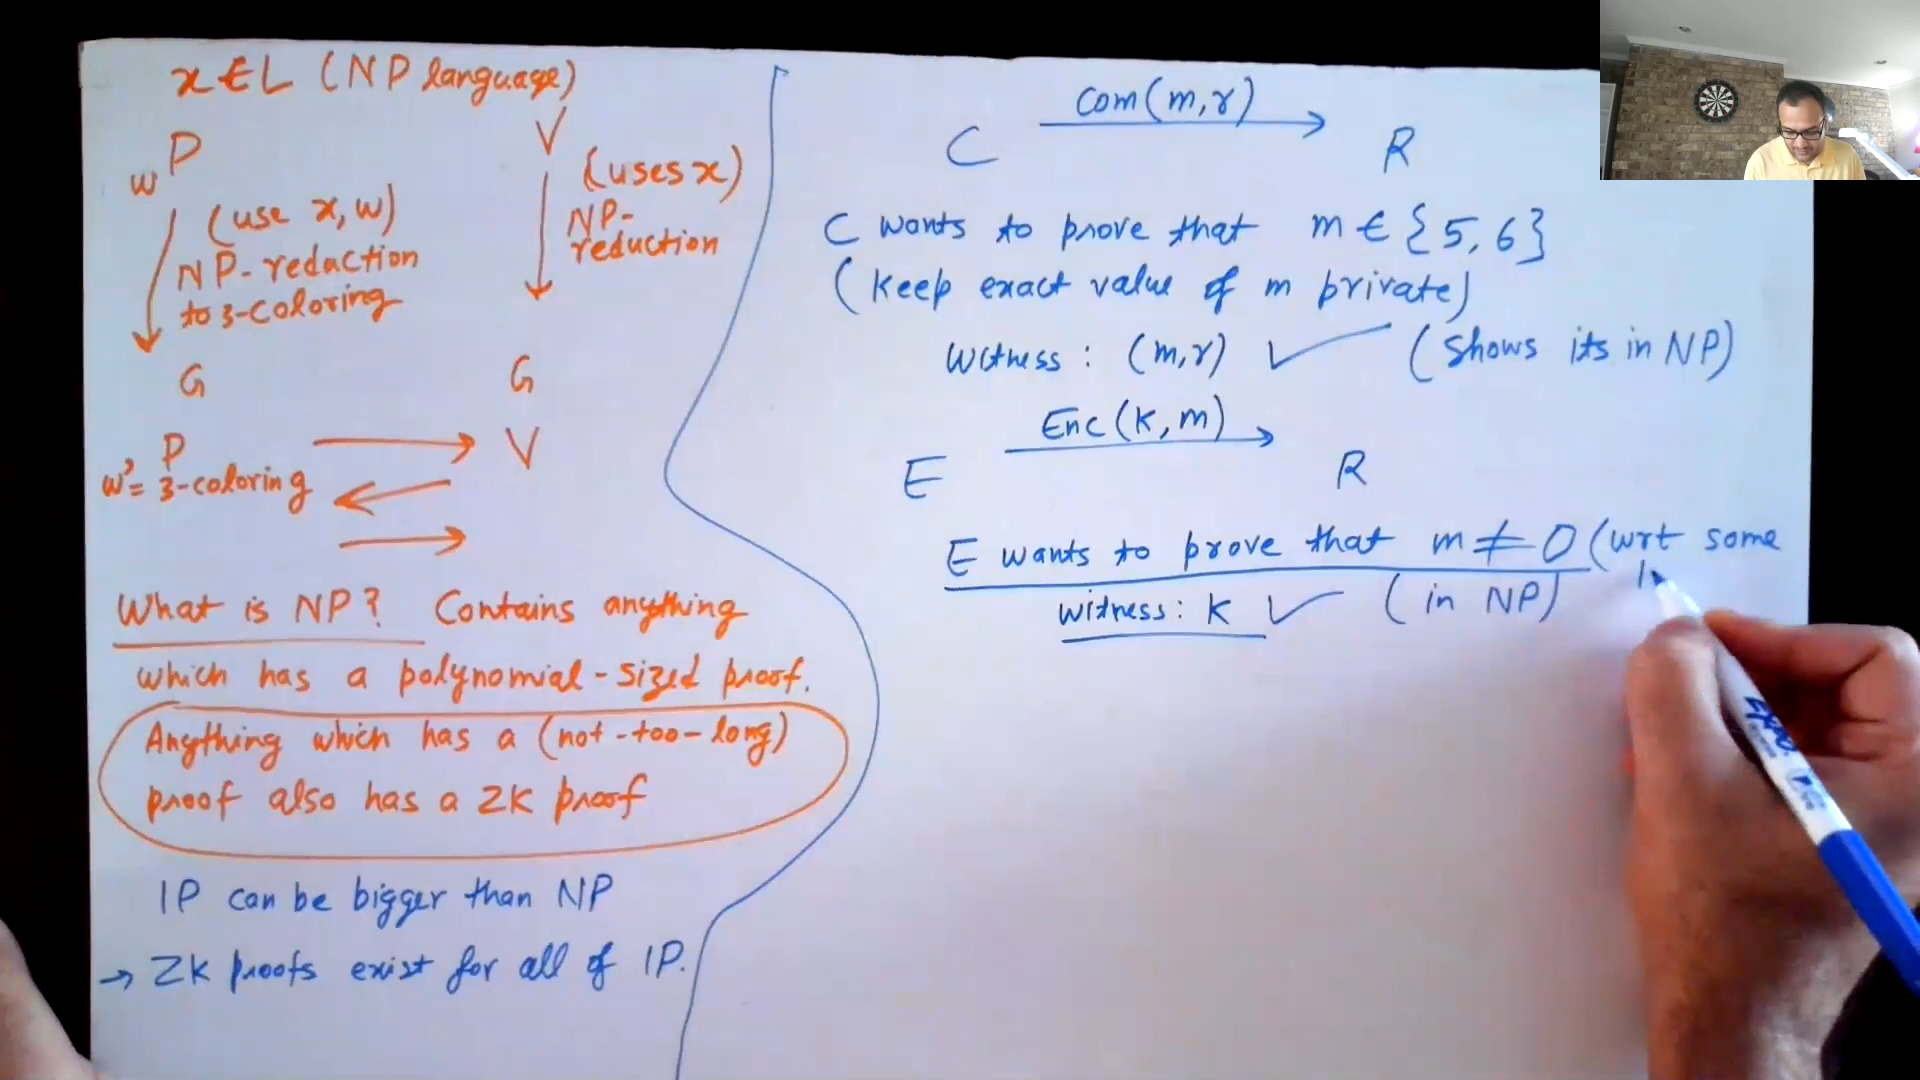 x ∈ L (NP language)
P
w
(use x, w)
NP-reduction
to 3-coloring
G
V
(uses x)
NP-
reduction
G
P
w'= 3-coloring
V
What is NP? Contains anything
which has a polynomial-sized proof.
Anything which has a (not-too-long)
proof also has a ZK proof
IP can be bigger than NP
→ ZK proofs exist for all of IP.
Com(m,r)
C
R
C wants to prove that m ∈ {5, 6}
(keep exact value of m private)
witness: (m,r) ✓ (shows its in NP)
Enc(k,m)
E
R
E wants to prove that m ≠ 0 (wrt some
witness: k ✓ (in NP)
EXPO